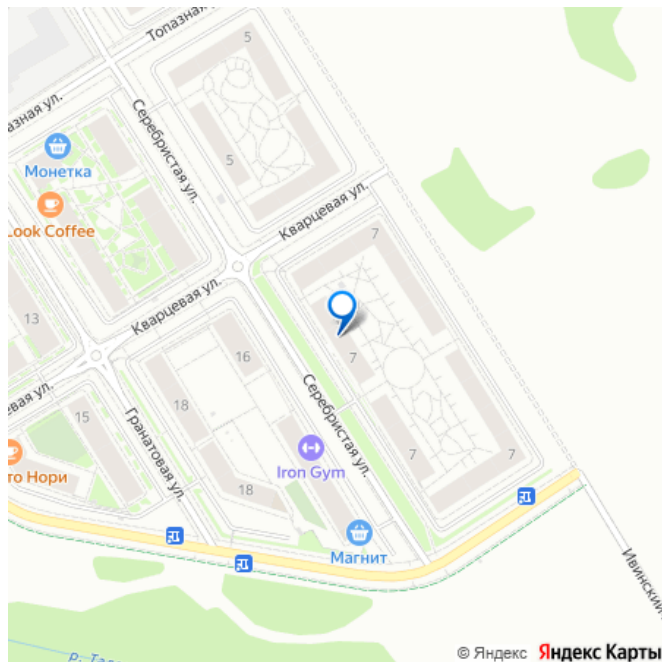 Топазная ул.
5
азная ул.
Серебристая ул.
Монетка
5
Look Coffee
Кварцевая ул.
7
Кварцевая ул.
13
16
7
евая ул.
15
18
Гранатовая ул.
Серебристая ул.
то Нори
Iron Gym
7
7
18
Магнит
Ивинский
© Яндекс Яндекс Карты